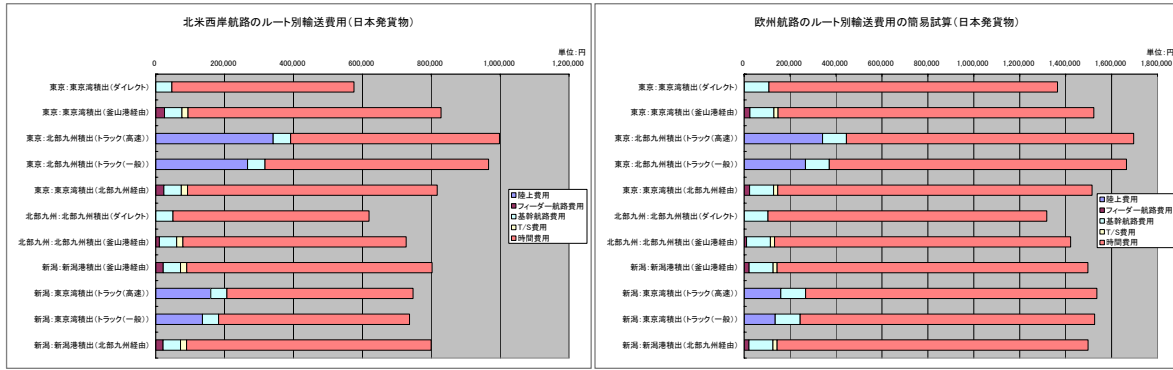 北米西岸航路のルート別輸送費用(日本発貨物)
単位:円
0 200,000 400,000 600,000 800,000 1,000,000 1,200,000
東京:東京湾積出(ダイレクト)
東京:東京湾積出(釜山港経由)
東京:北部九州積出(トラック(高速))
東京:北部九州積出(トラック(一般))
東京:東京湾積出(北部九州経由)
北部九州:北部九州積出(ダイレクト)
北部九州:北部九州積出(釜山港経由)
新潟:新潟港積出(釜山港経由)
新潟:東京湾積出(トラック(高速))
新潟:東京湾積出(トラック(一般))
新潟:新潟港積出(北部九州経由)
陸上費用
フィーダー航路費用
基幹航路費用
T/S費用
時間費用
欧州航路のルート別輸送費用の簡易試算(日本発貨物)
単位:円
0 200,000 400,000 600,000 800,000 1,000,000 1,200,000 1,400,000 1,600,000 1,800,000
東京:東京湾積出(ダイレクト)
東京:東京湾積出(釜山港経由)
東京:北部九州積出(トラック(高速))
東京:北部九州積出(トラック(一般))
東京:東京湾積出(北部九州経由)
北部九州:北部九州積出(ダイレクト)
北部九州:北部九州積出(釜山港経由)
新潟:新潟港積出(釜山港経由)
新潟:東京湾積出(トラック(高速))
新潟:東京湾積出(トラック(一般))
新潟:新潟港積出(北部九州経由)
陸上費用
フィーダー航路費用
基幹航路費用
T/S費用
時間費用